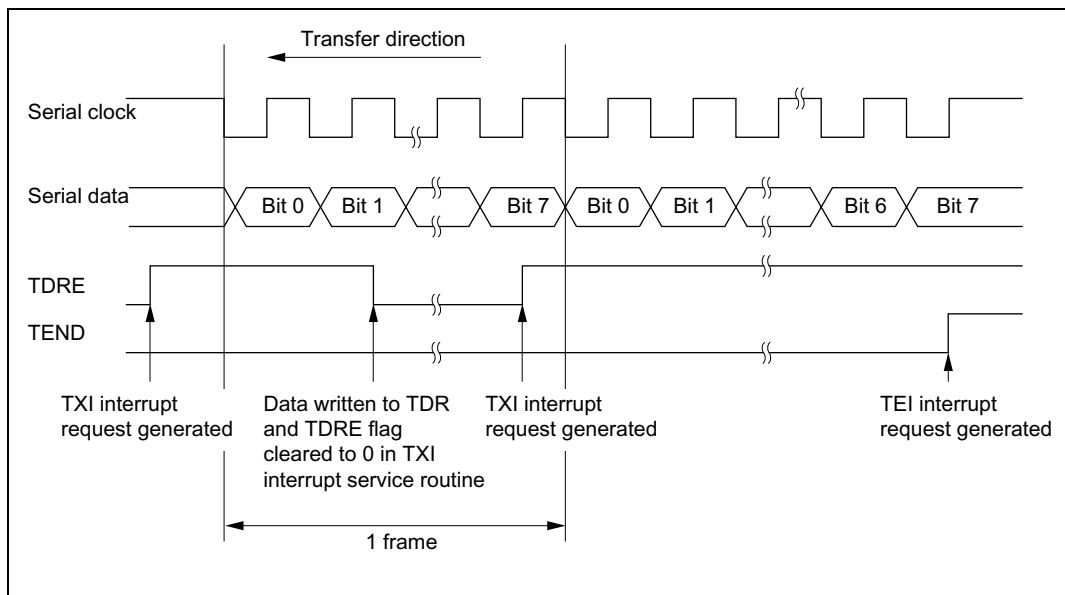 Transfer direction
Serial clock
Serial data
Bit 0
Bit 1
Bit 7
Bit 0
Bit 1
Bit 6
Bit 7
TDRE
TEND
TXI interrupt
request generated
Data written to TDR
and TDRE flag
cleared to 0 in TXI
interrupt service routine
TXI interrupt
request generated
TEI interrupt
request generated
1 frame